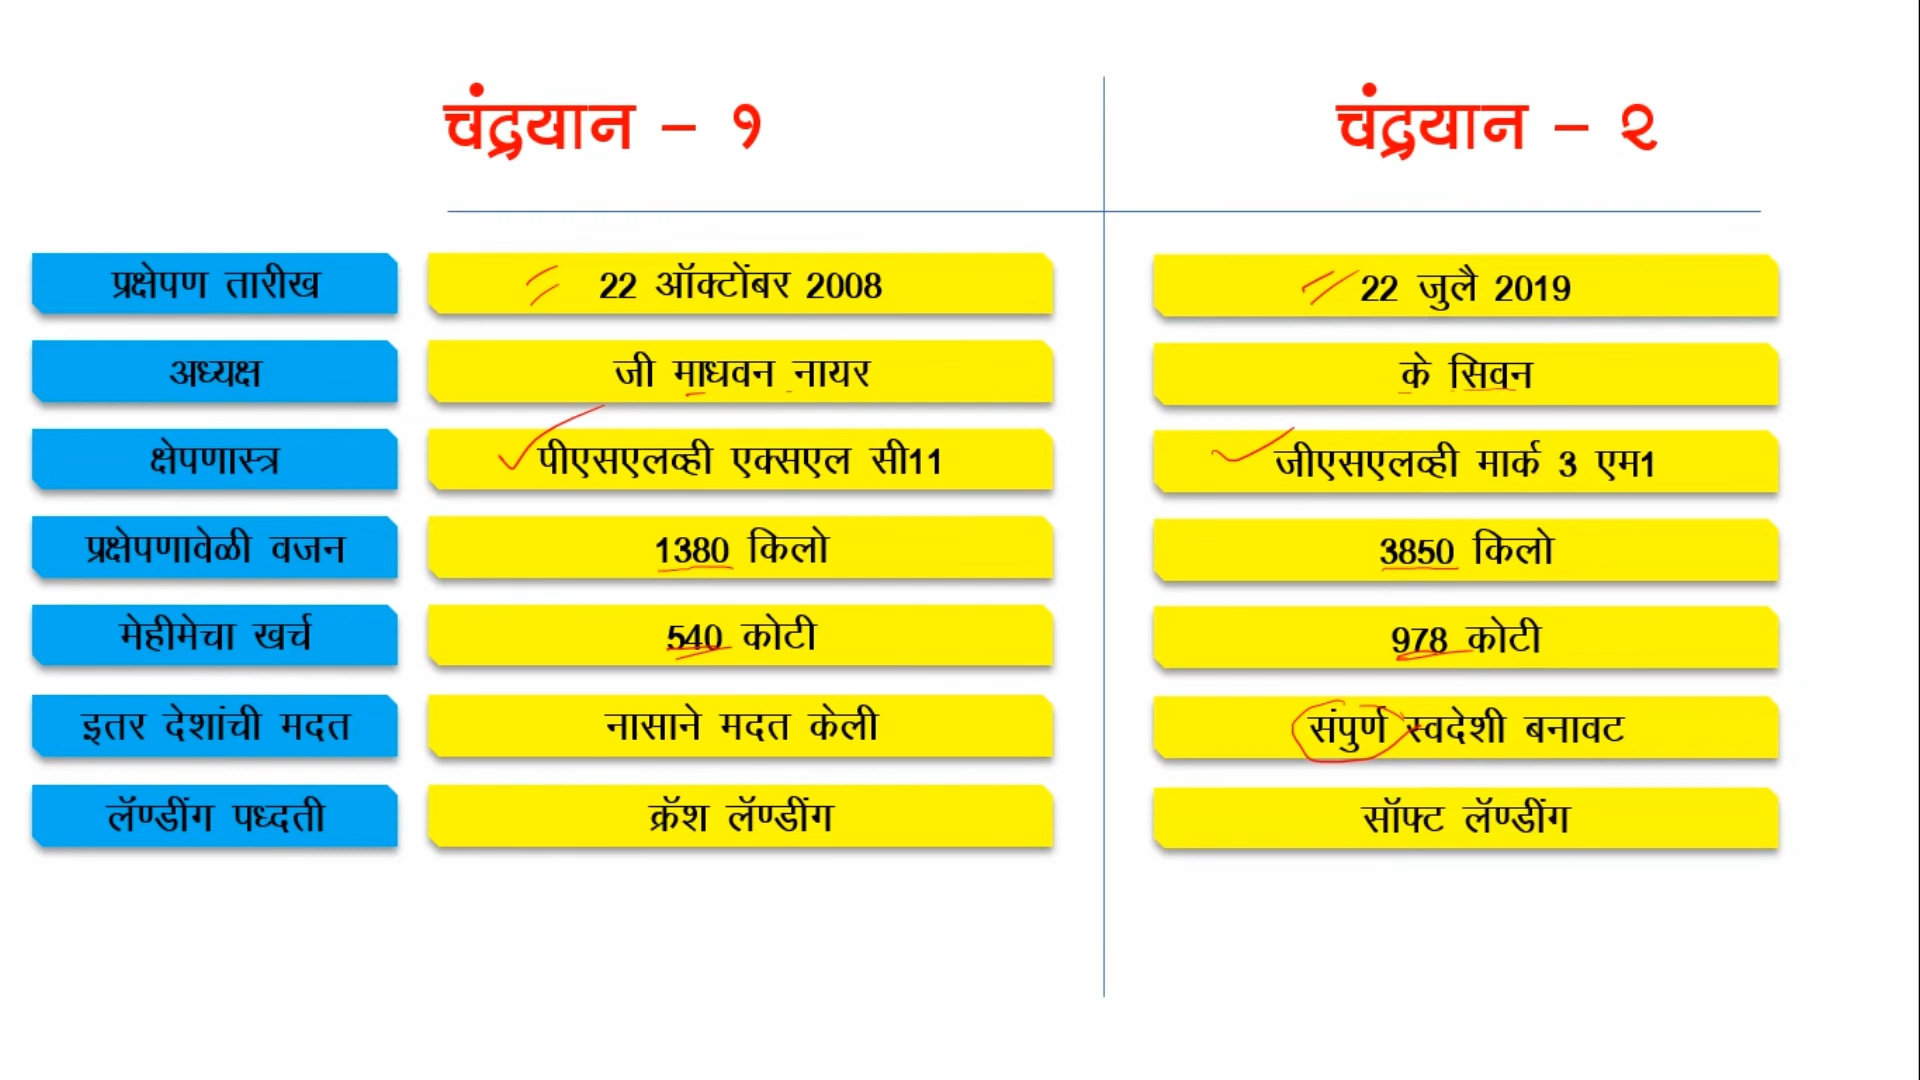 चंद्रयान – १
चंद्रयान – २
प्रक्षेपण तारीख
22 ऑक्टोंबर 2008
22 जुलै 2019
अध्यक्ष
जी माधवन नायर
के सिवन
क्षेपणास्त्र
पीएसएलव्ही एक्सएल सी11
जीएसएलव्ही मार्क 3 एम1
प्रक्षेपणावेळी वजन
1380 किलो
3850 किलो
मेहीमेचा खर्च
540 कोटी
978 कोटी
इतर देशांची मदत
नासाने मदत केली
संपुर्ण स्वदेशी बनावट
लॅण्डींग पध्दती
क्रॅश लॅण्डींग
सॉफ्ट लॅण्डींग